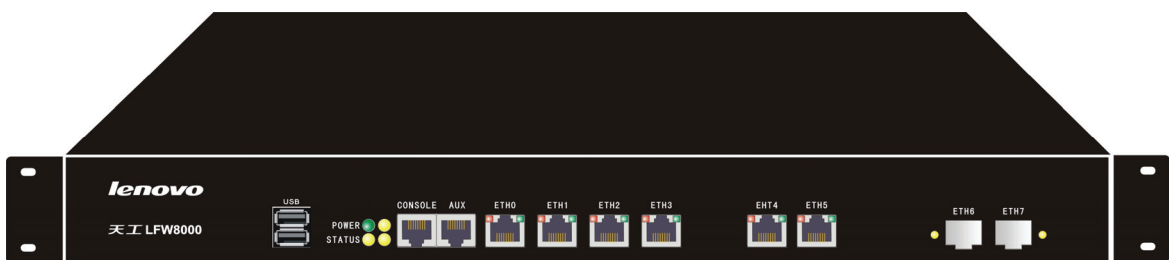 lenovo
天工 LFW8000
USB
POWER
STATUS
CONSOLE AUX ETH0 ETH1 ETH2 ETH3 EHT4 ETH5 ETH6 ETH7